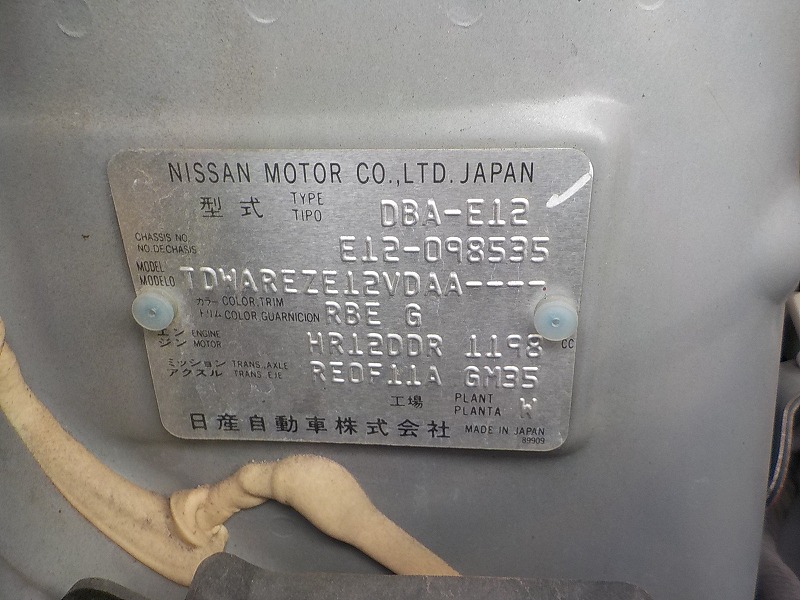 NISSAN MOTOR CO.,LTD. JAPAN
型式 TYPE TIPO DBA-E12
CHASSIS NO. NO.DECHASIS E12-098535
MODEL MODELO TDWAREZE12VDAA----
カラー COLOR,TRIM トリム COLOR,GUARNICION RBE G
エンジン ENGINE MOTOR HR12DDR 1198 CC
ミッション TRANS.,AXLE アクスル TRANS.,EJE RE0F11A GM35
工場 PLANT PLANTA W
日産自動車株式会社 MADE IN JAPAN
89909